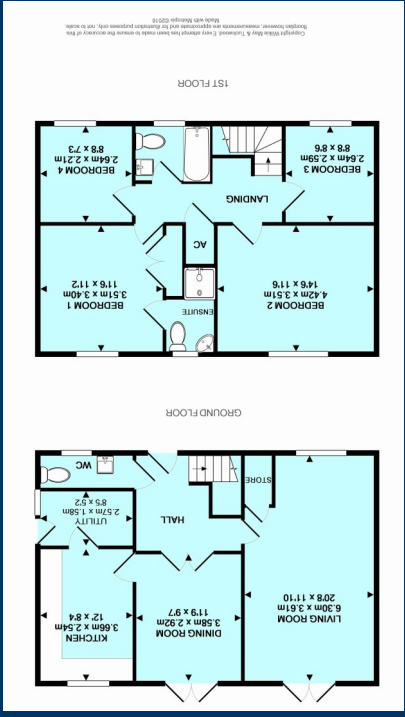 LIVING ROOM
6.30m x 3.61m
20'8 x 11'10
DINING ROOM
3.58m x 2.92m
11'9 x 9'7
KITCHEN
3.66m x 2.54m
12' x 8'4
HALL
UTILITY
2.57m x 1.58m
8'5 x 5'2
STORE
WC
GROUND FLOOR
BEDROOM 2
4.42m x 3.51m
14'6 x 11'6
ENSUITE
BEDROOM 1
3.51m x 3.40m
11'6 x 11'2
AC
LANDING
BEDROOM 3
2.64m x 2.59m
8'8 x 8'6
BEDROOM 4
2.64m x 2.21m
8'8 x 7'3
1ST FLOOR
Copyright Wilkie May & Tuckwood. Every attempt has been made to ensure the accuracy of this
floorplan however, measurements are approximate and for illustration purposes only, not to scale.
Made with Metropix ©2018